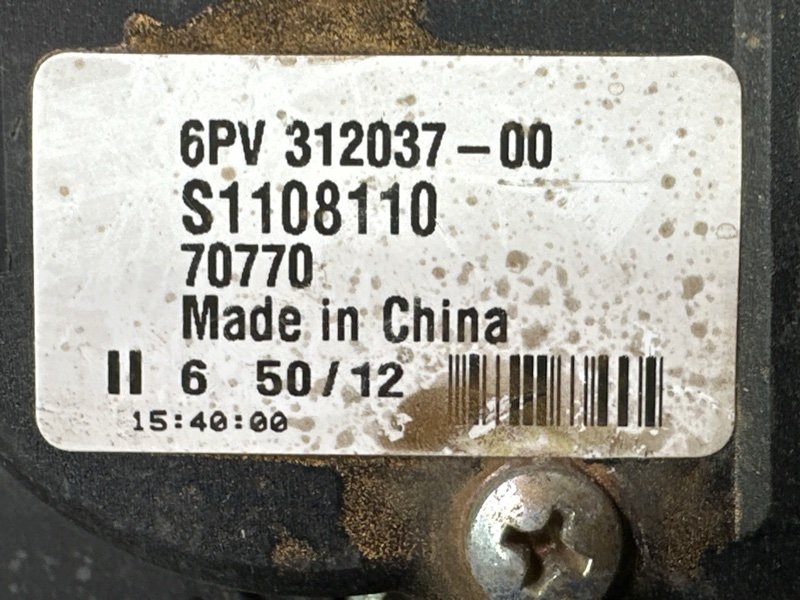 6PV 312037-00
S1108110
70770
Made in China
II 6 50/12
15:40:00